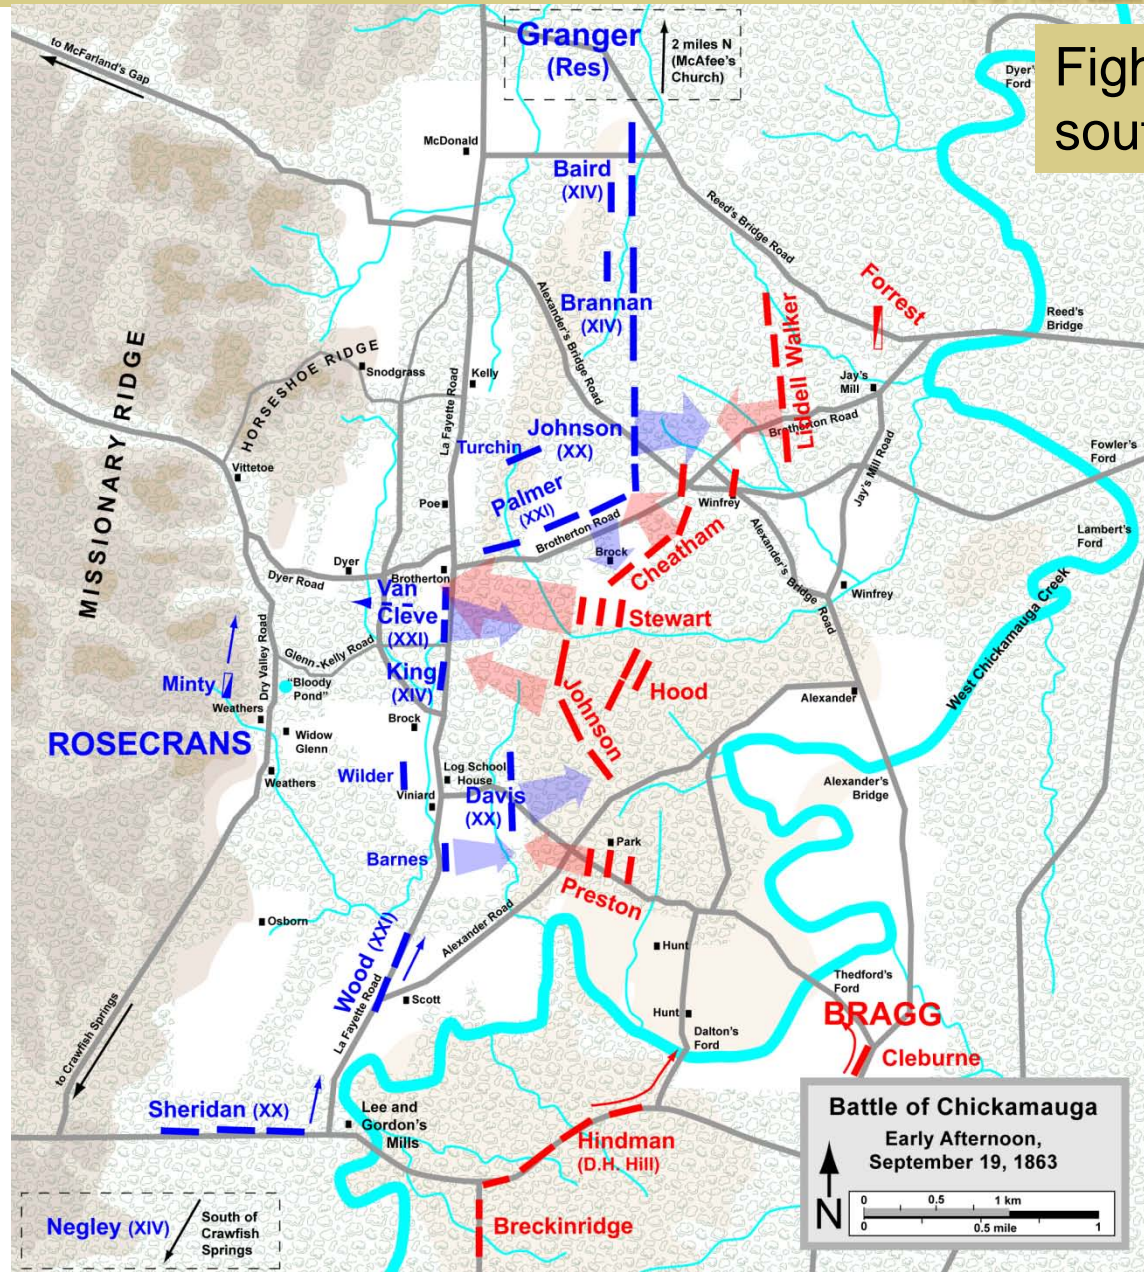 Granger
(Res)
2 miles N
(McAfee's
Church)
to McFarland's Gap
Dyer's
Ford
McDonald
Baird
(XIV)
Reed's Bridge Road
Brannan
(XIV)
Alexander's Bridge Road
Liddell Walker
Forrest
Reed's
Bridge
MISSIONARY RIDGE
HORSESHOE RIDGE
Snodgrass
Kelly
La Fayette Road
Jay's
Mill
Brotherton Road
Johnson
(XX)
Turchin
Vittetoe
Fowler's
Ford
Jay's Mill Road
Palmer
(XXI)
Poe
Winfrey
Brotherton Road
Brock
Cheatham
Alexander's Bridge Road
Lambert's
Ford
Dyer Road
Dyer
Brotherton
Van
Cleve
(XXI)
Stewart
Winfrey
West Chickamauga Creek
Dry Valley Road
Glenn-Kelly Road
King
(XIV)
Johnson
Hood
Minty
"Bloody
Pond"
Weathers
Alexander
Brock
ROSECRANS
Widow
Glenn
Weathers
Wilder
Log School
House
Viniard
Davis
(XX)
Alexander's
Bridge
Barnes
Park
Preston
Osborn
Wood (XXI)
Alexander Road
Hunt
Thedford's
Ford
Scott
La Fayette Road
Hunt
Dalton's
Ford
BRAGG
Cleburne
to Crawfish Springs
Sheridan (XX)
Lee and
Gordon's
Mills
Hindman
(D.H. Hill)
Breckinridge
Negley (XIV)
South of
Crawfish
Springs
Battle of Chickamauga
Early Afternoon,
September 19, 1863
N
0 0.5 1 km
0 0.5 mile 1